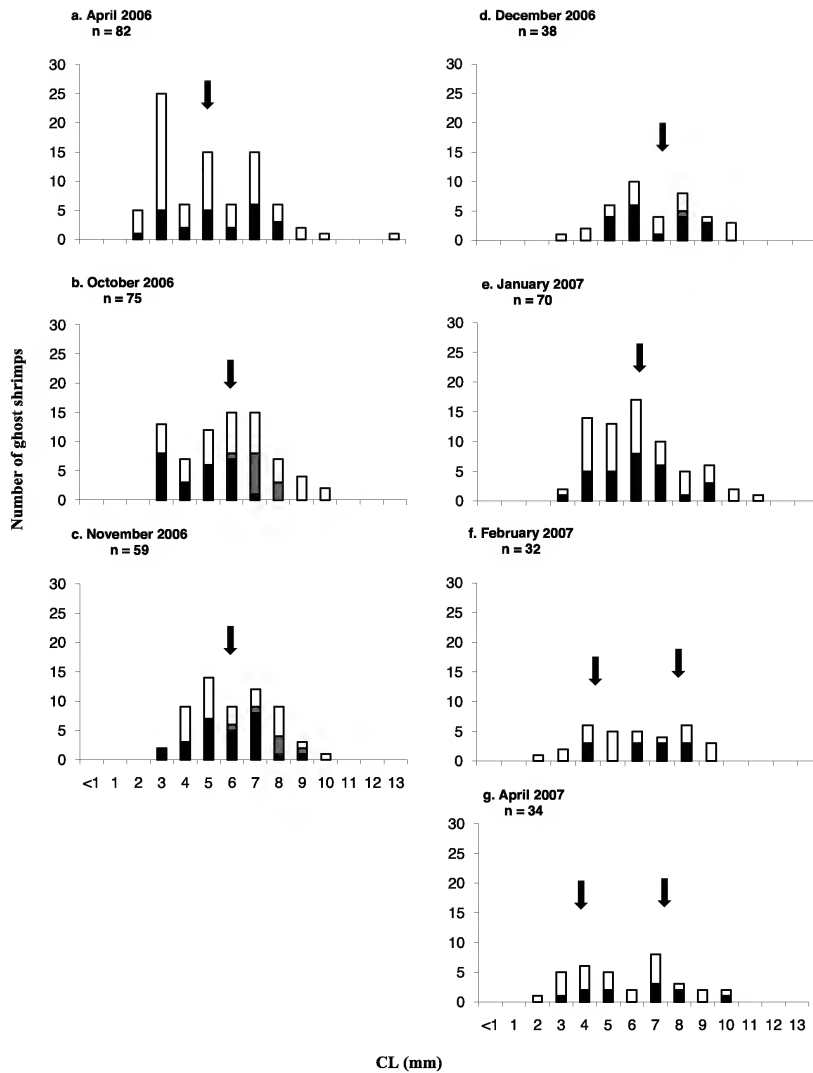 a. April 2006
n = 82
30
25
20
15
10
5
0
b. October 2006
n = 75
30
25
20
15
10
5
0
c. November 2006
n = 59
30
25
20
15
10
5
0
<1 1 2 3 4 5 6 7 8 9 10 11 12 13
Number of ghost shrimps
d. December 2006
n = 38
30
25
20
15
10
5
0
e. January 2007
n = 70
30
25
20
15
10
5
0
f. February 2007
n = 32
30
25
20
15
10
5
0
g. April 2007
n = 34
30
25
20
15
10
5
0
<1 1 2 3 4 5 6 7 8 9 10 11 12 13
CL (mm)